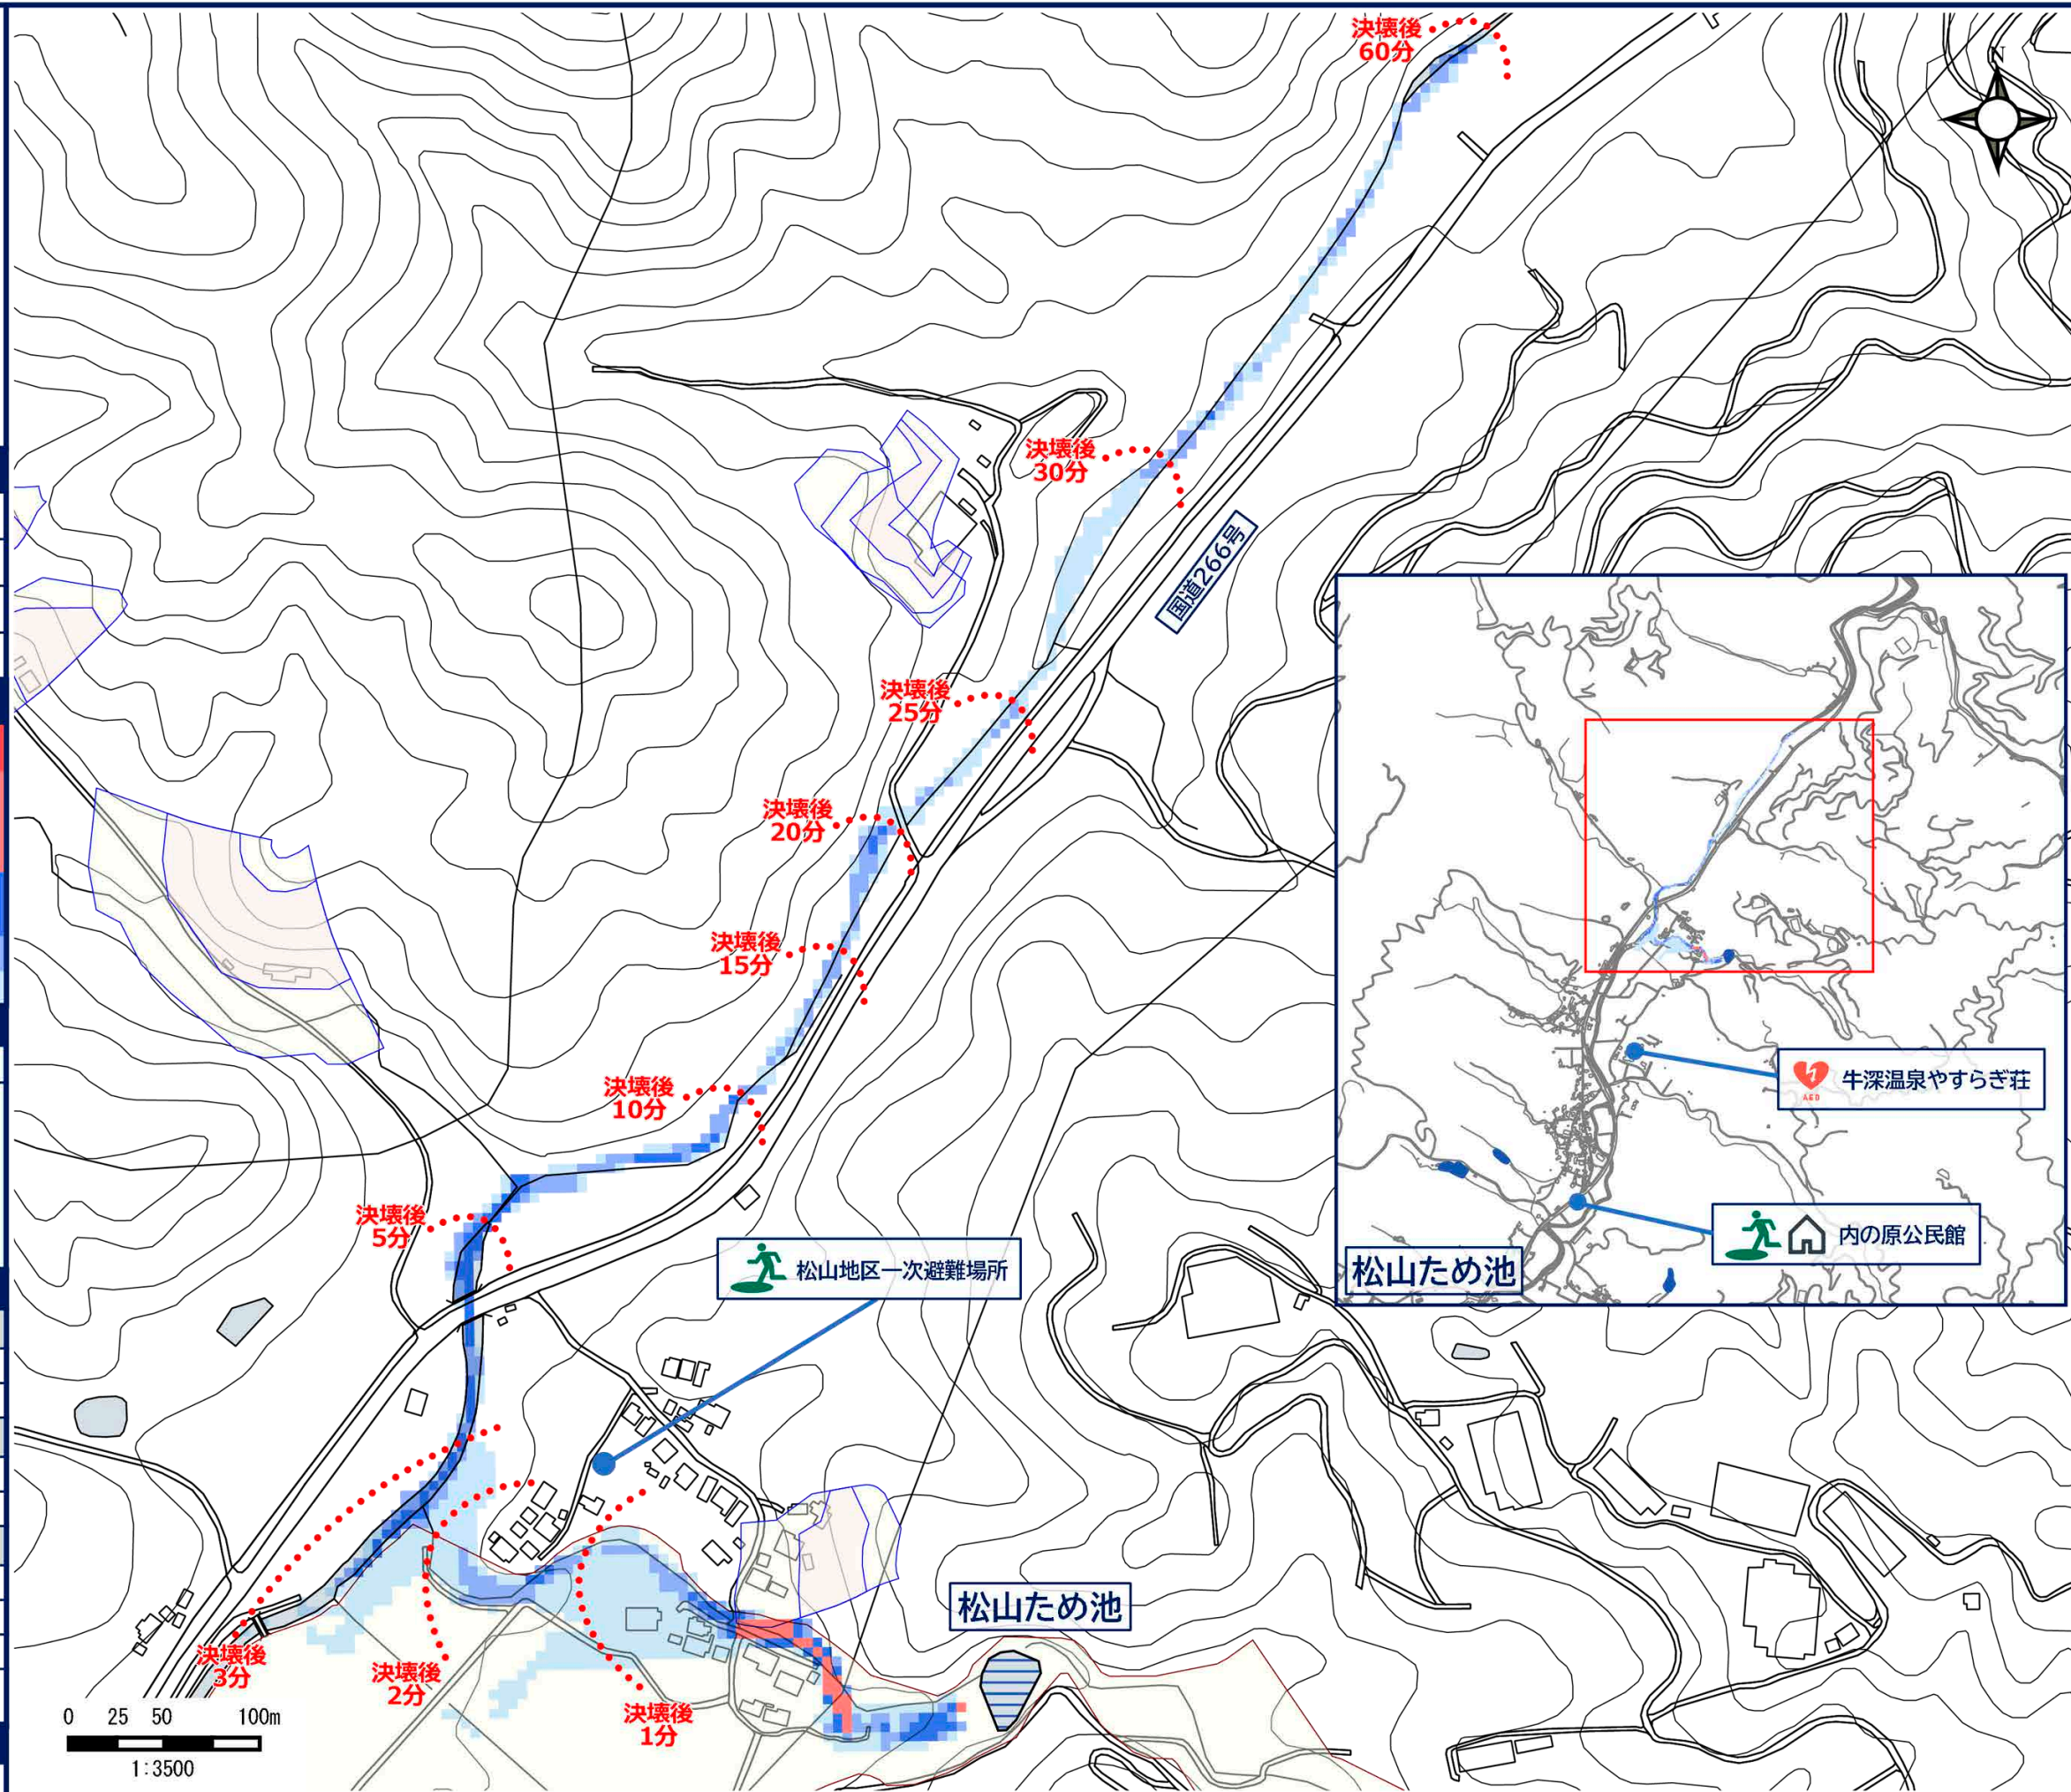 決壊後
60分
N
決壊後
30分
国道266号
決壊後
25分
決壊後
20分
決壊後
15分
決壊後
10分
決壊後
5分
松山地区一次避難場所
AED
牛深温泉やすらぎ荘
内の原公民館
松山ため池
松山ため池
決壊後
3分
決壊後
2分
決壊後
1分
0 25 50 100m
1:3500